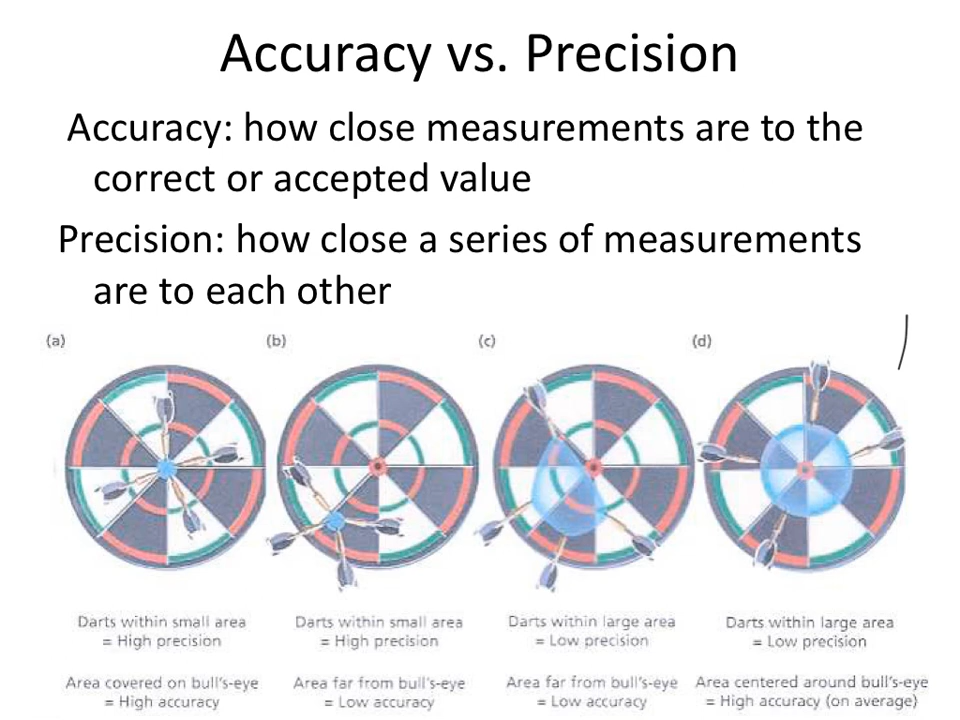 Accuracy vs. Precision
Accuracy: how close measurements are to the
correct or accepted value
Precision: how close a series of measurements
are to each other
(a) (b) (c) (d)
Darts within small area Darts within small area Darts within large area Darts within large area
= High precision = High precision = Low precision = Low precision
Area covered on bull's-eye Area far from bull's-eye Area far from bull's-eye Area centered around bull's-eye
= High accuracy = Low accuracy = Low accuracy = High accuracy (on average)